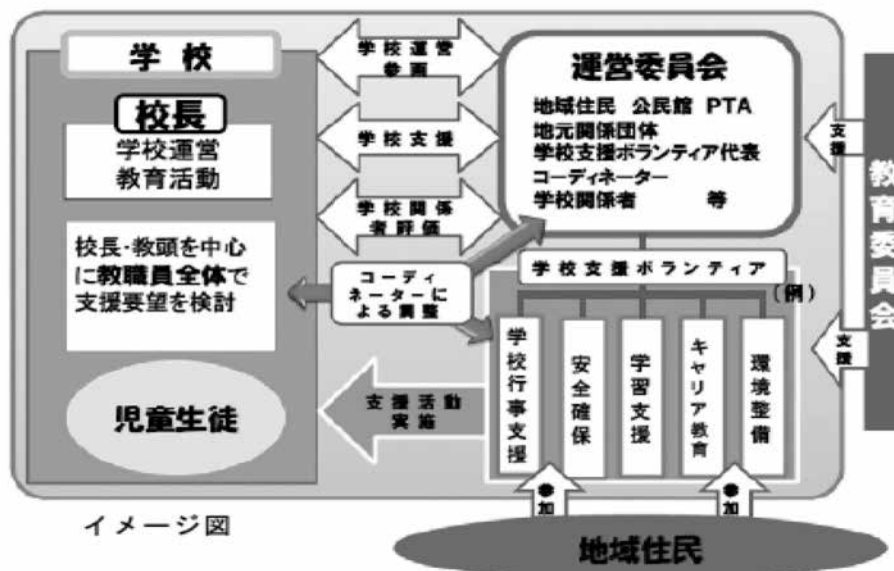 学校
校長
学校運営
教育活動
校長・教頭を中心
に教職員全体で
支援要望を検討
児童生徒
イメージ図
学校運営
参画
学校支援
学校関係
者評価
コーディ
ネーターに
よる調整
支援活動
実施
運営委員会
地域住民 公民館 PTA
地元関係団体
学校支援ボランティア代表
コーディネーター
学校関係者 等
学校支援ボランティア
(例)
学校行事支援
安全確保
学習支援
キャリア教育
環境整備
支援
支援
教育委員会
参加
参加
地域住民